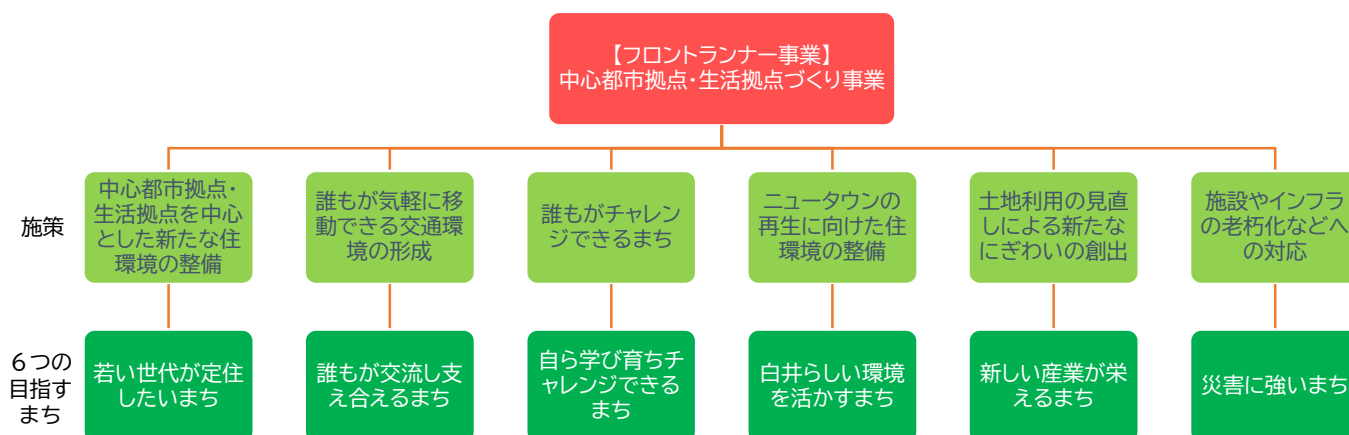 【フロントランナー事業】
中心都市拠点・生活拠点づくり事業
施策
中心都市拠点・
生活拠点を中心
とした新たな住
環境の整備
誰もが気軽に移
動できる交通環
境の形成
誰もがチャレン
ジできるまち
ニュータウンの
再生に向けた住
環境の整備
土地利用の見直
しによる新たな
にぎわいの創出
施設やインフラ
の老朽化などへ
の対応
6つの
目指す
まち
若い世代が定住
したいまち
誰もが交流し支
え合えるまち
自ら学び育ちチ
ャレンジできる
まち
白井らしい環境
を活かすまち
新しい産業が栄
えるまち
災害に強いまち